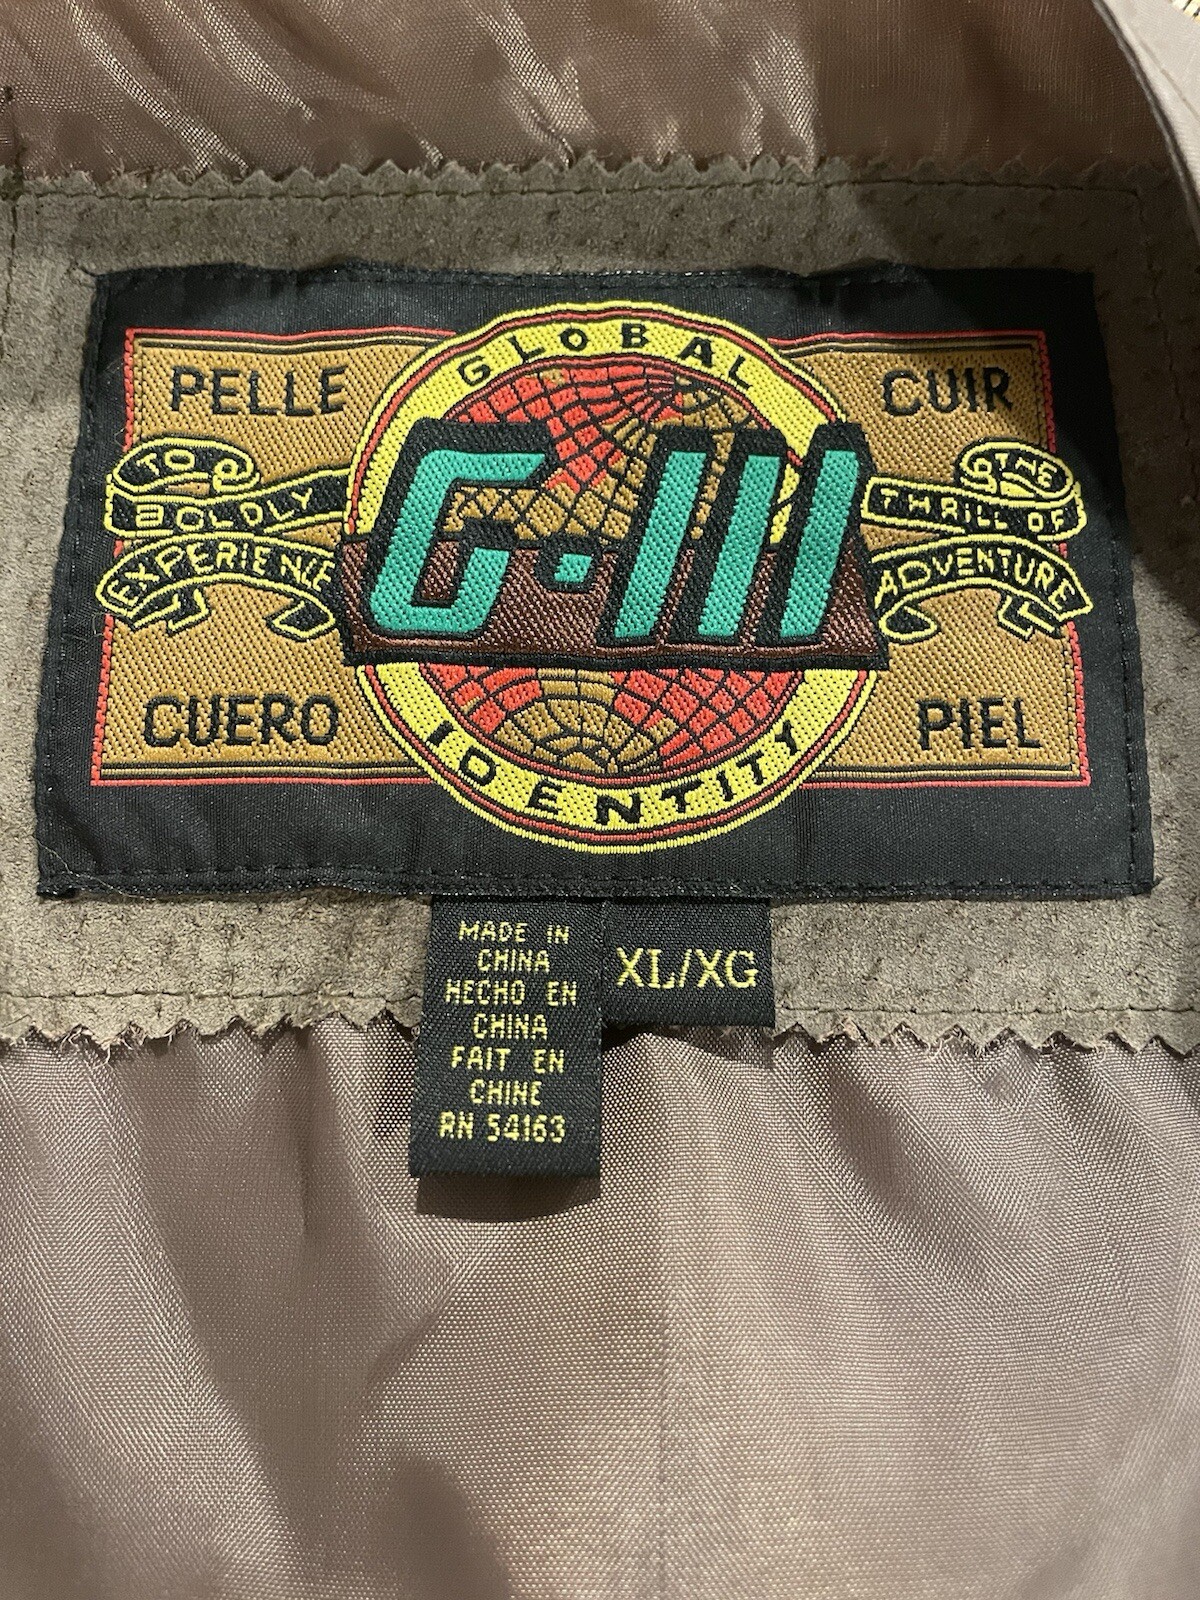 GLOBAL
PELLE
CUIR
TO
BOLDLY
EXPERIENCE
G·III
THE
THRILL OF
ADVENTURE
CUERO
PIEL
IDENTITY
MADE IN
CHINA
HECHO EN
CHINA
FAIT EN
CHINE
RN 54163
XL/XG